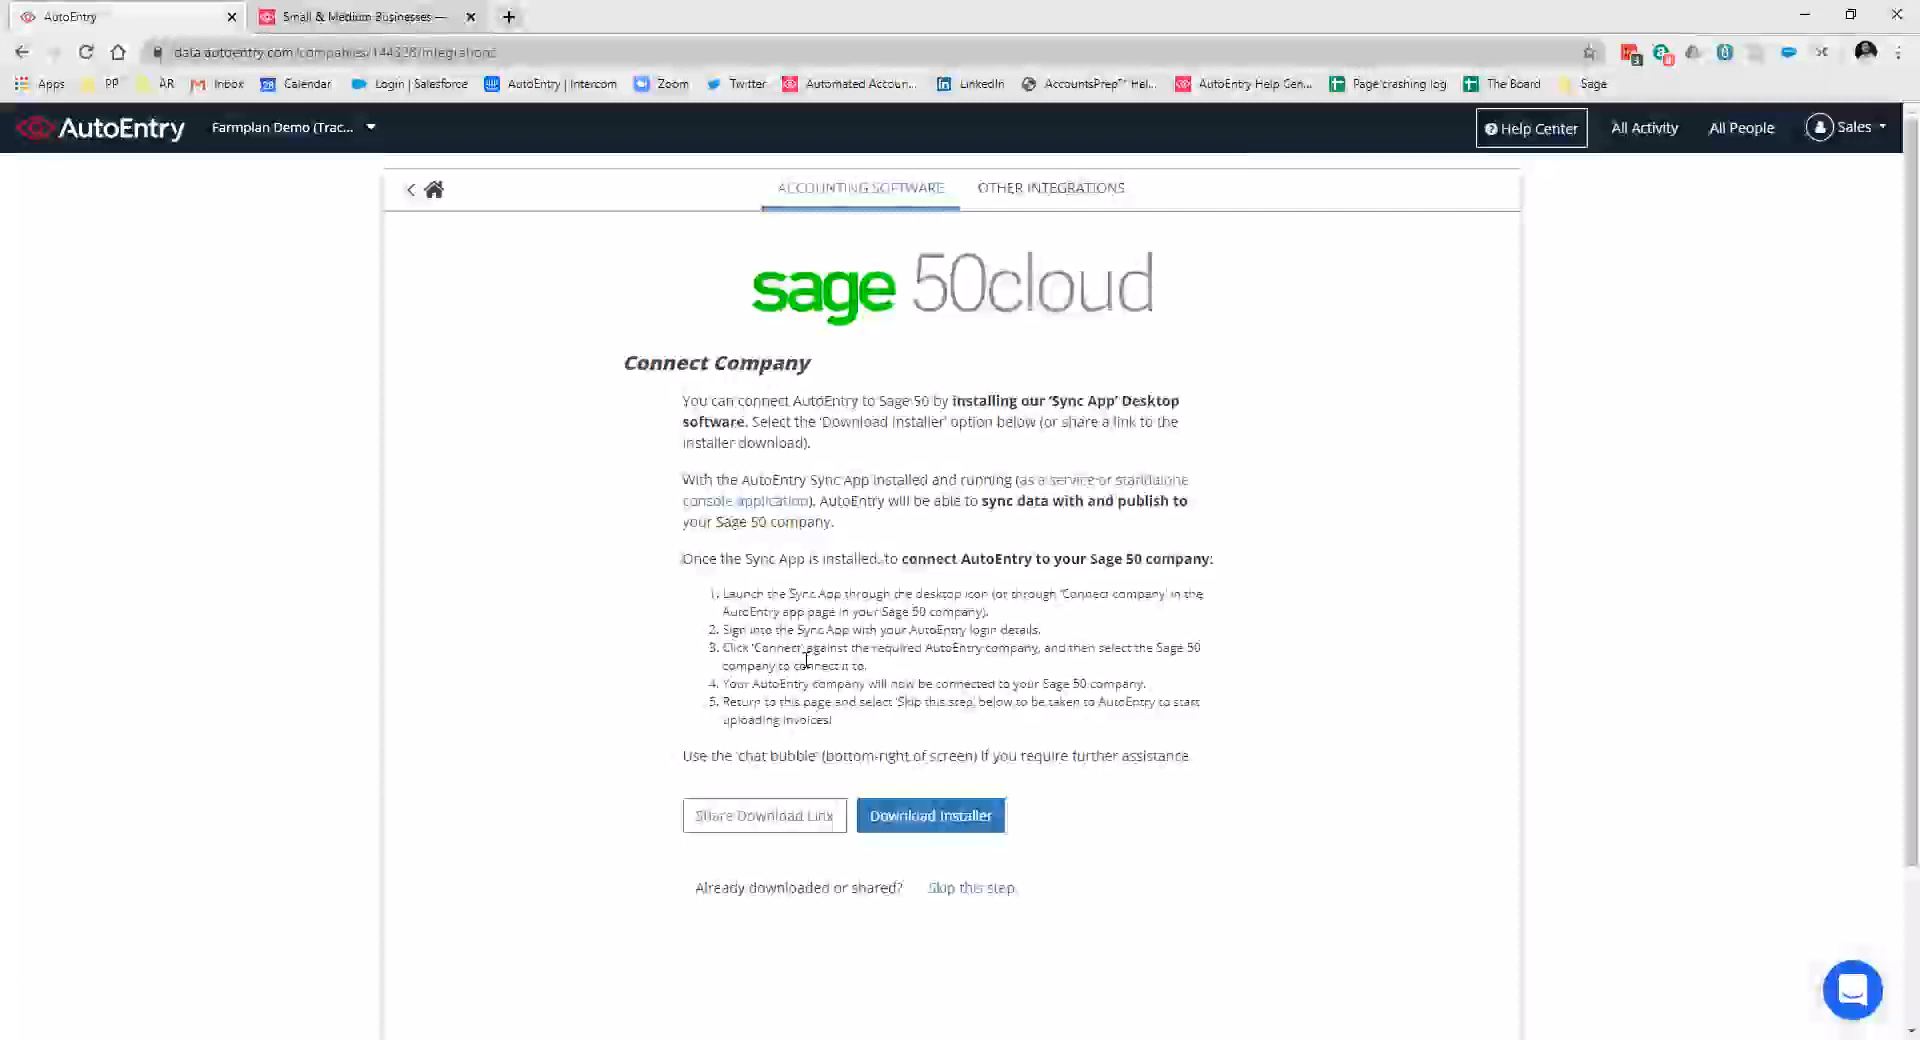 AutoEntry
Small & Medium Businesses —
data.autoentry.com/companies/144328/integrations
Apps PP AR Inbox Calendar Login | Salesforce AutoEntry | Intercom Zoom Twitter Automated Accoun... LinkedIn AccountsPrep™ Hel... AutoEntry Help Cen... Page crashing log The Board Sage
AutoEntry Farmplan Demo (Trac... Help Center All Activity All People Sales
ACCOUNTING SOFTWARE OTHER INTEGRATIONS
sage 50cloud
Connect Company
You can connect AutoEntry to Sage 50 by installing our 'Sync App' Desktop
software. Select the 'Download Installer' option below (or share a link to the
installer download).
With the AutoEntry Sync App installed and running (as a service or standalone
console application), AutoEntry will be able to sync data with and publish to
your Sage 50 company.
Once the Sync App is installed, to connect AutoEntry to your Sage 50 company:
1. Launch the Sync App through the desktop icon (or through 'Connect company' in the
AutoEntry app page in your Sage 50 company).
2. Sign into the Sync App with your AutoEntry login details.
3. Click 'Connect' against the required AutoEntry company, and then select the Sage 50
company to connect it to.
4. Your AutoEntry company will now be connected to your Sage 50 company.
5. Return to this page and select 'Skip this step' below to be taken to AutoEntry to start
uploading invoices!
Use the 'chat bubble' (bottom-right of screen) if you require further assistance
Share Download Link Download Installer
Already downloaded or shared? Skip this step.